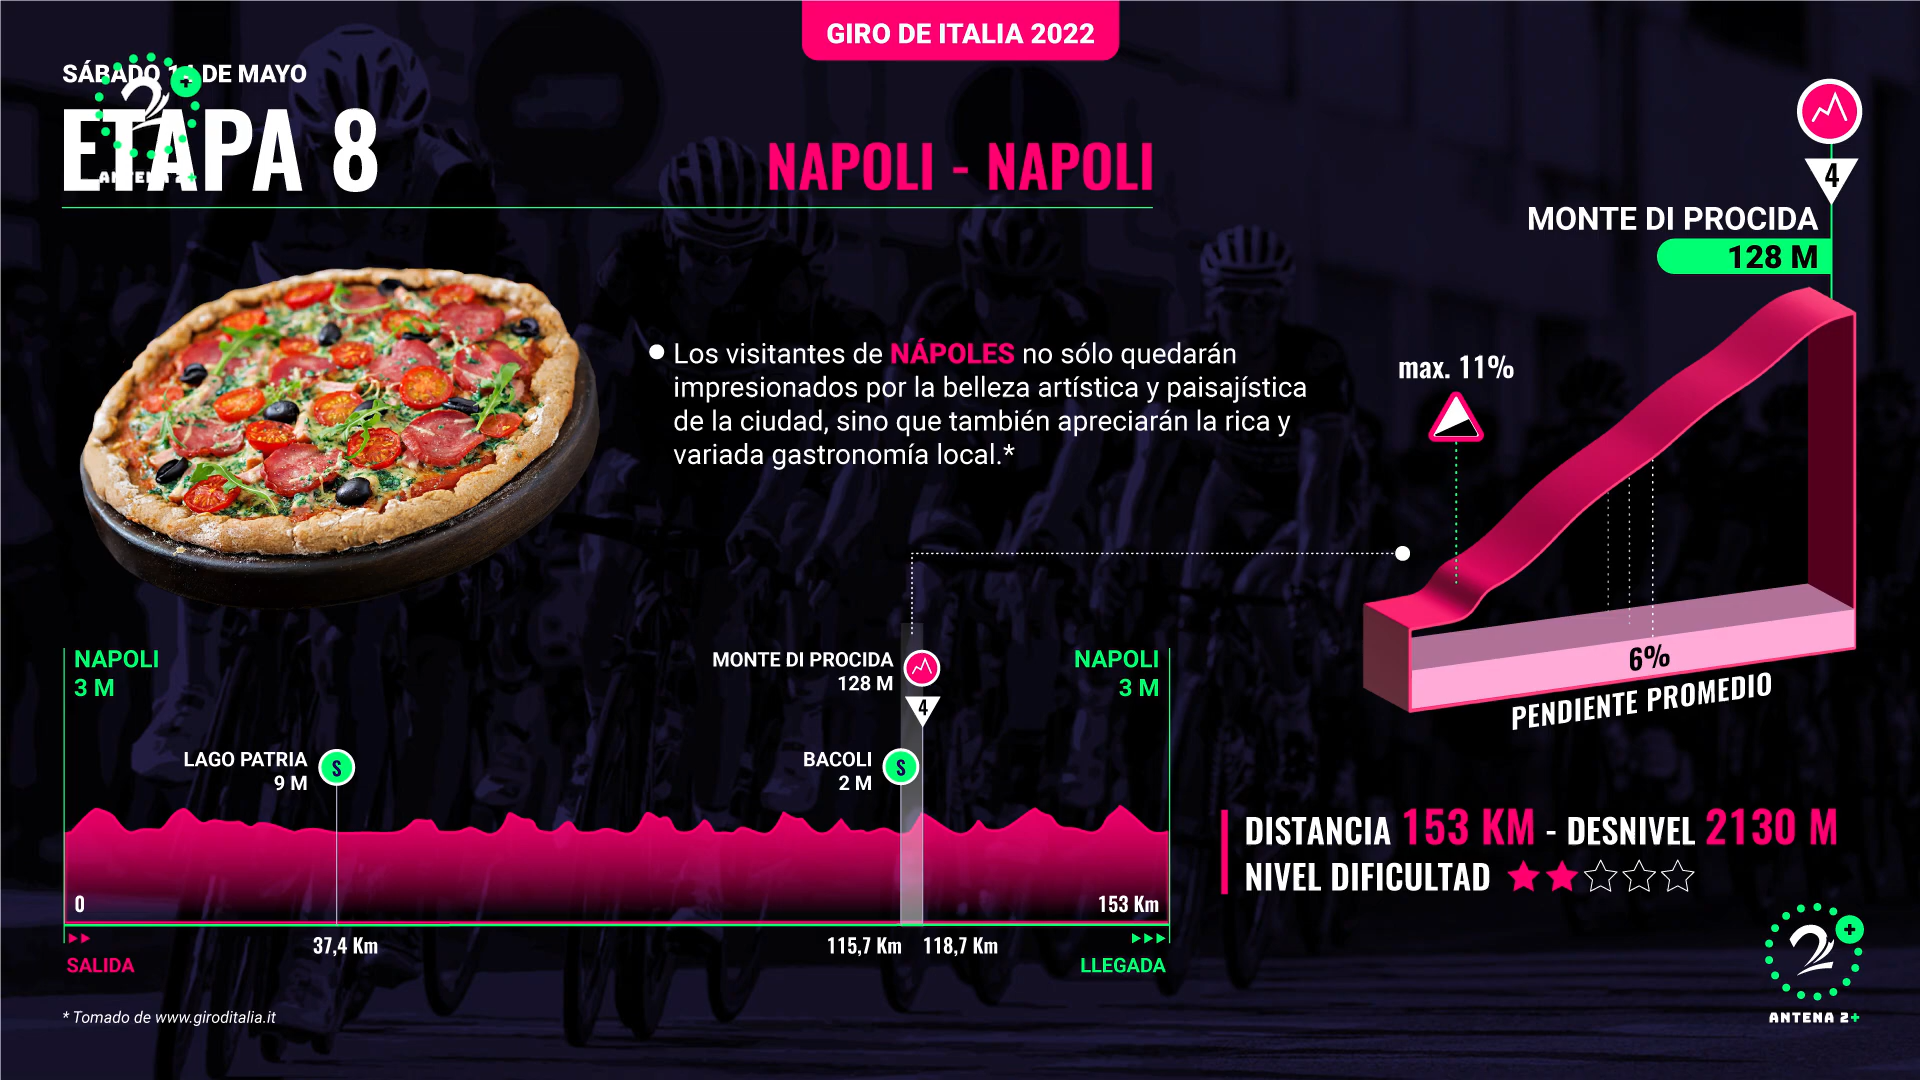 GIRO DE ITALIA 2022
SÁBADO 14 DE MAYO
ETAPA 8
ANTENA 2+
NAPOLI - NAPOLI
4
MONTE DI PROCIDA
128 M
Los visitantes de NÁPOLES no sólo quedarán
impresionados por la belleza artística y paisajística
de la ciudad, sino que también apreciarán la rica y
variada gastronomía local.*
max. 11%
6%
PENDIENTE PROMEDIO
NAPOLI
3 M
LAGO PATRIA
9 M
S
MONTE DI PROCIDA
128 M
4
BACOLI
2 M
S
NAPOLI
3 M
0
153 Km
37,4 Km
115,7 Km
118,7 Km
SALIDA
LLEGADA
DISTANCIA 153 KM - DESNIVEL 2130 M
NIVEL DIFICULTAD
2+
ANTENA 2+
* Tomado de www.giroditalia.it